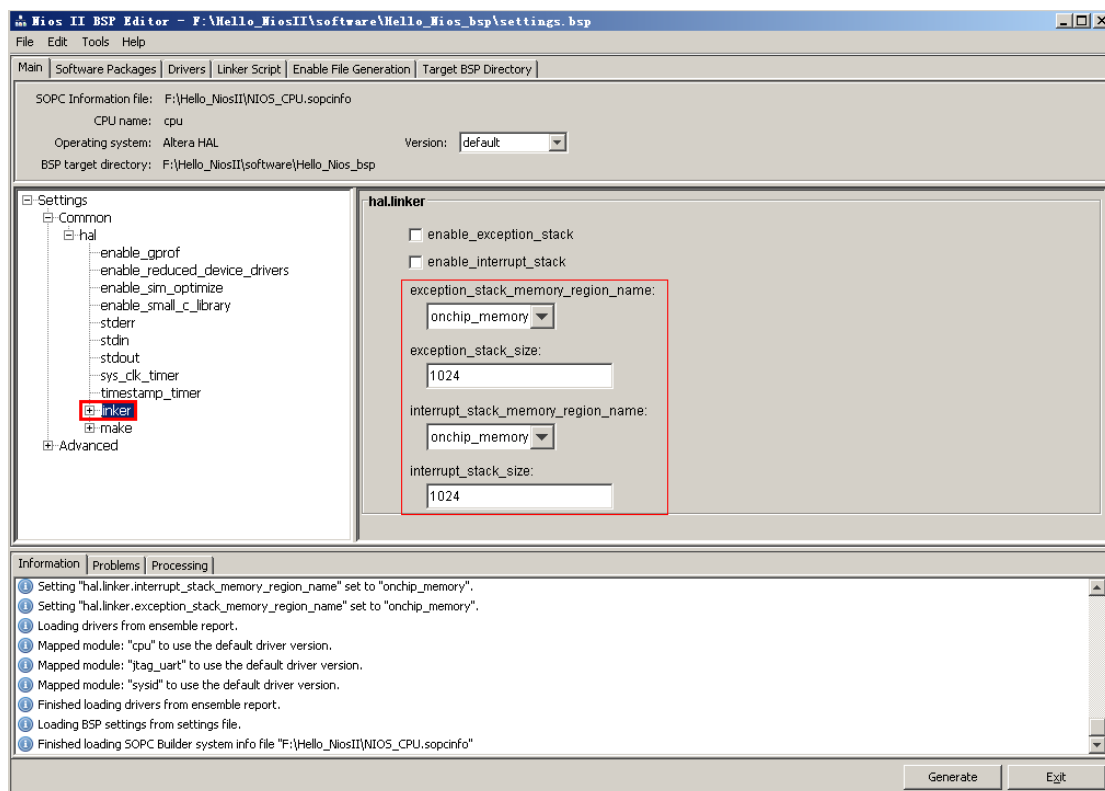 Nios II BSP Editor - F:\Hello_NiosII\software\Hello_Nios_bsp\settings.bsp
File Edit Tools Help
Main Software Packages Drivers Linker Script Enable File Generation Target BSP Directory
SOPC Information file: F:\Hello_NiosII\NIOS_CPU.sopcinfo
CPU name: cpu
Operating system: Altera HAL Version: default
BSP target directory: F:\Hello_NiosII\software\Hello_Nios_bsp
Settings
Common
hal
enable_gprof
enable_reduced_device_drivers
enable_sim_optimize
enable_small_c_library
stderr
stdin
stdout
sys_clk_timer
timestamp_timer
linker
make
Advanced
hal.linker
enable_exception_stack
enable_interrupt_stack
exception_stack_memory_region_name:
onchip_memory
exception_stack_size:
1024
interrupt_stack_memory_region_name:
onchip_memory
interrupt_stack_size:
1024
Information Problems Processing
Setting "hal.linker.interrupt_stack_memory_region_name" set to "onchip_memory".
Setting "hal.linker.exception_stack_memory_region_name" set to "onchip_memory".
Loading drivers from ensemble report.
Mapped module: "cpu" to use the default driver version.
Mapped module: "jtag_uart" to use the default driver version.
Mapped module: "sysid" to use the default driver version.
Finished loading drivers from ensemble report.
Loading BSP settings from settings file.
Finished loading SOPC Builder system info file "F:\Hello_NiosII\NIOS_CPU.sopcinfo"
Generate Exit